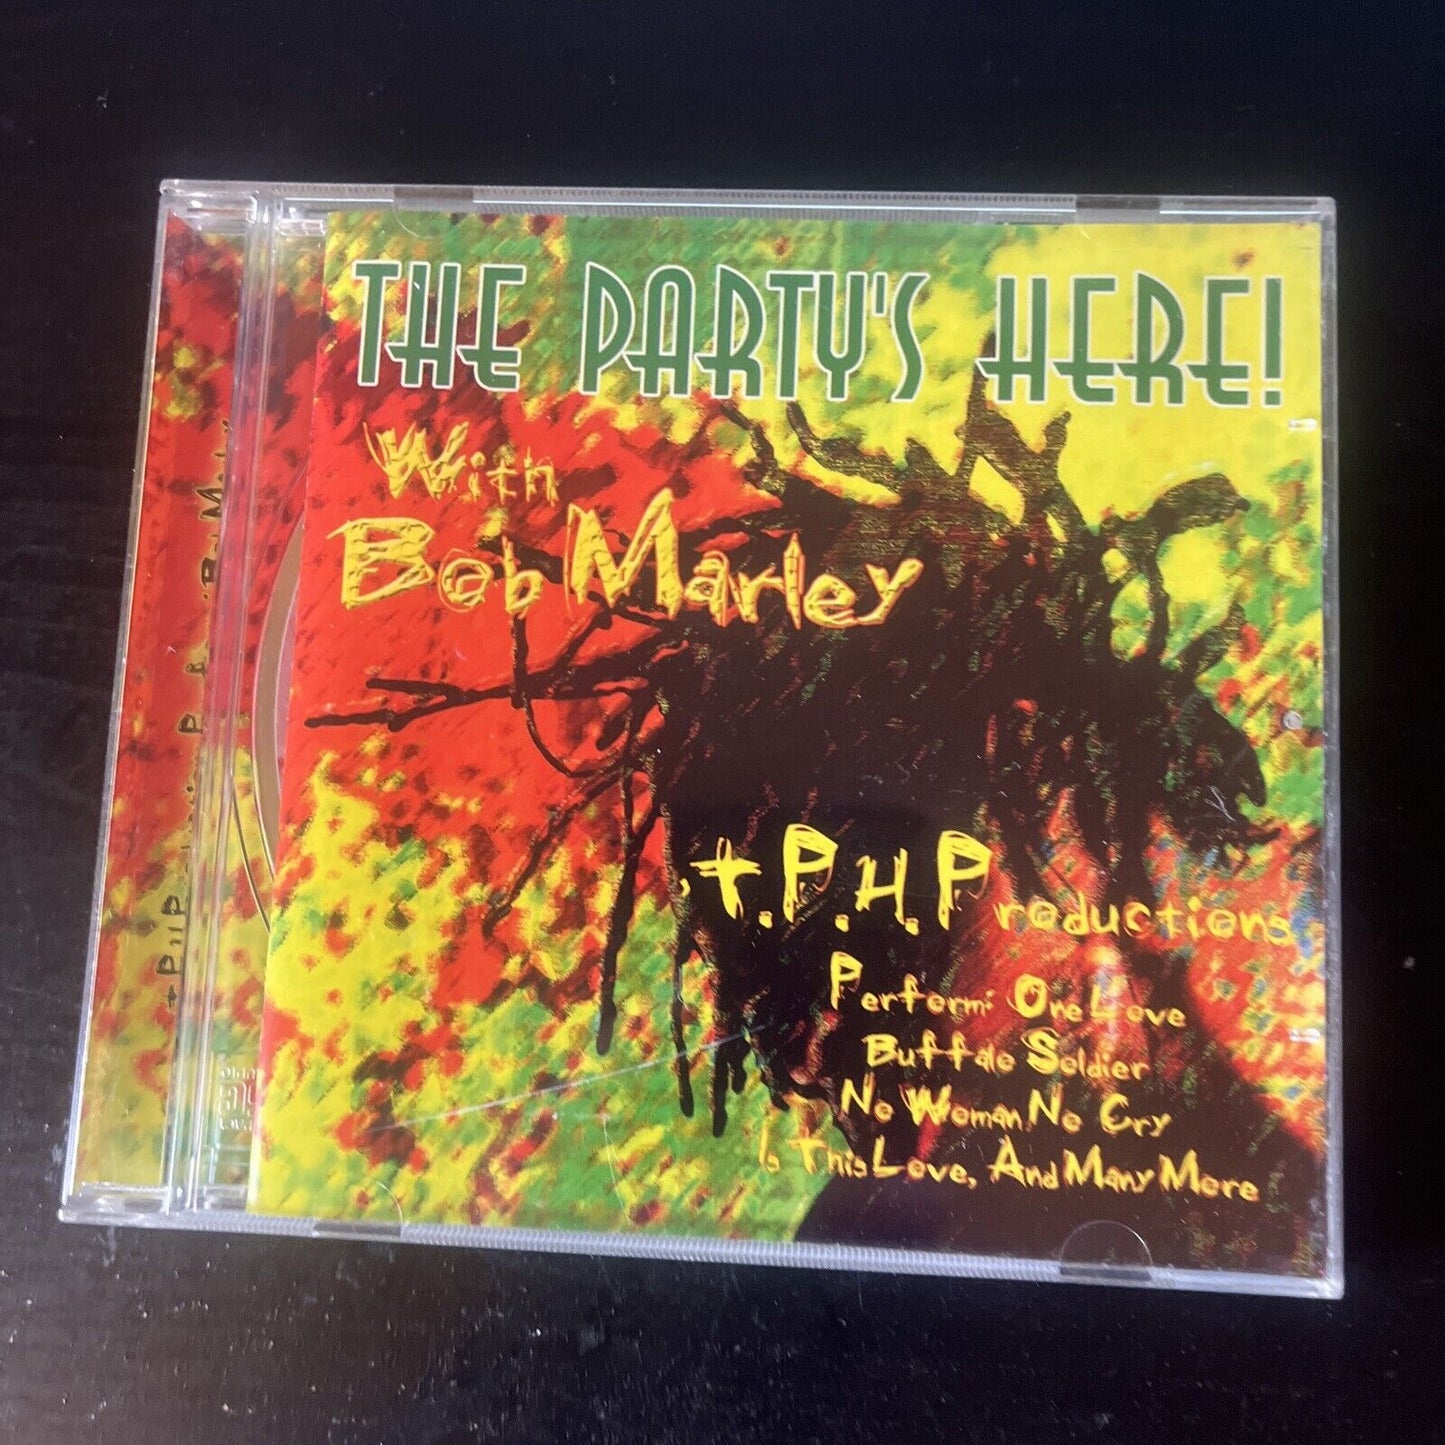 THE PARTY'S HERE!
With
Bob Marley
t.P.H.Productions
Perform: One Love
Buffalo Soldier
No Woman, No Cry
Is This Love, And Many More